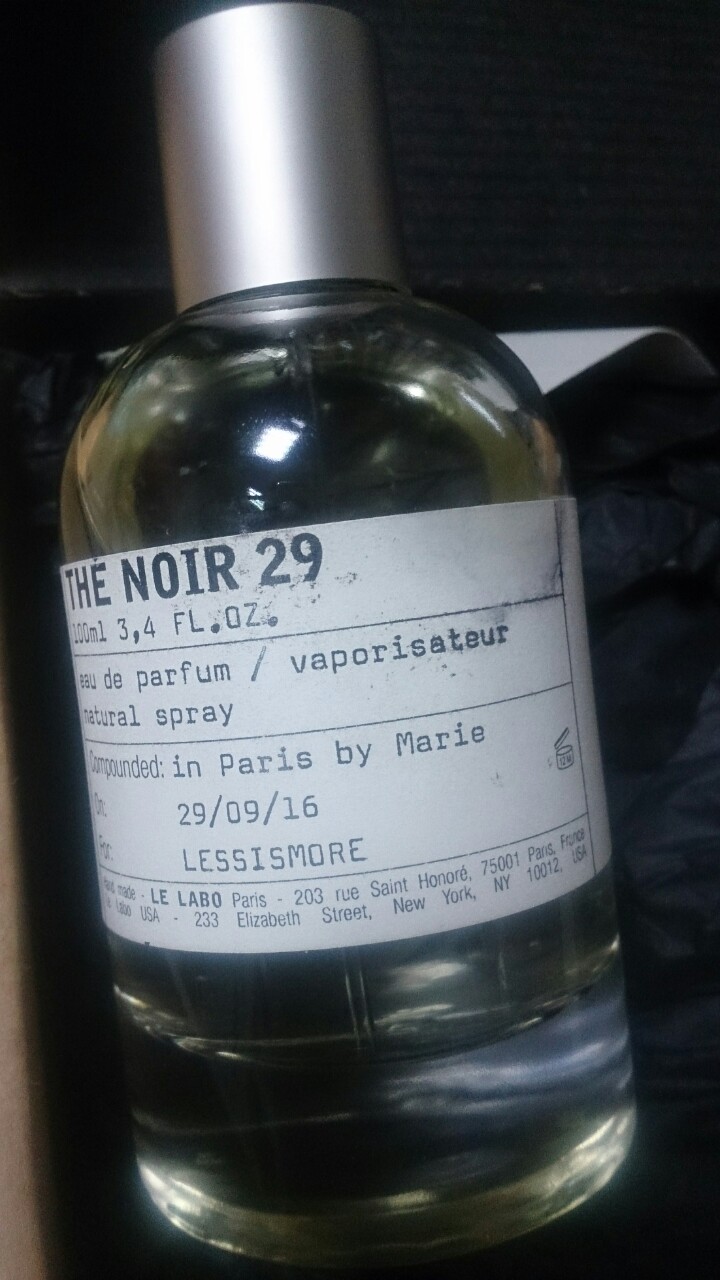 THÉ NOIR 29
100ml 3,4 FL.OZ.
eau de parfum / vaporisateur
natural spray
Compounded: in Paris by Marie
On: 29/09/16
For: LESSISMORE
12M
made - LE LABO Paris - 203 rue Saint Honoré, 75001 Paris, France
Labo USA - 233 Elizabeth Street, New York, NY 10012, USA